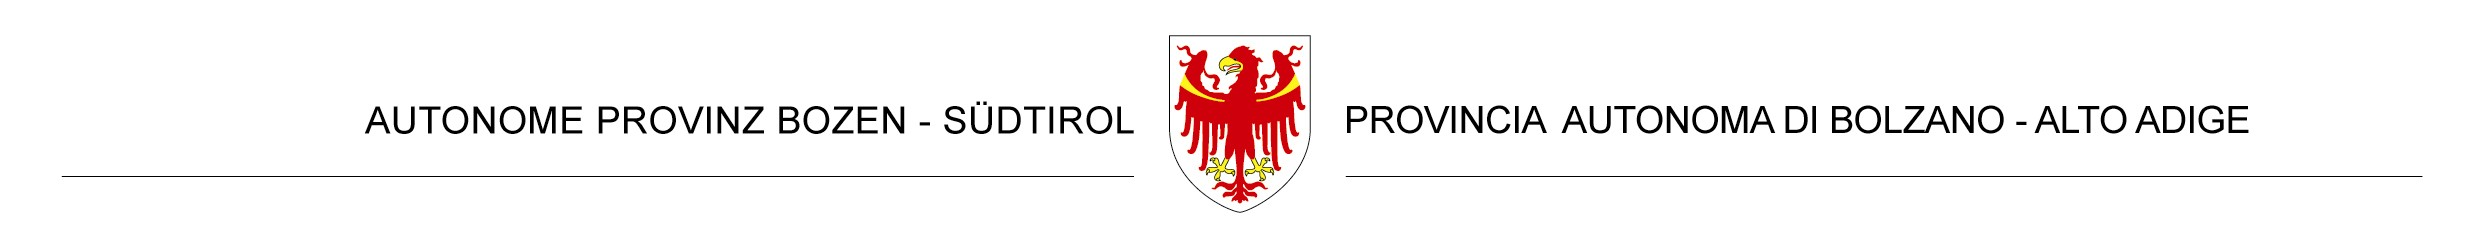 AUTONOME PROVINZ BOZEN - SÜDTIROL
PROVINCIA AUTONOMA DI BOLZANO - ALTO ADIGE